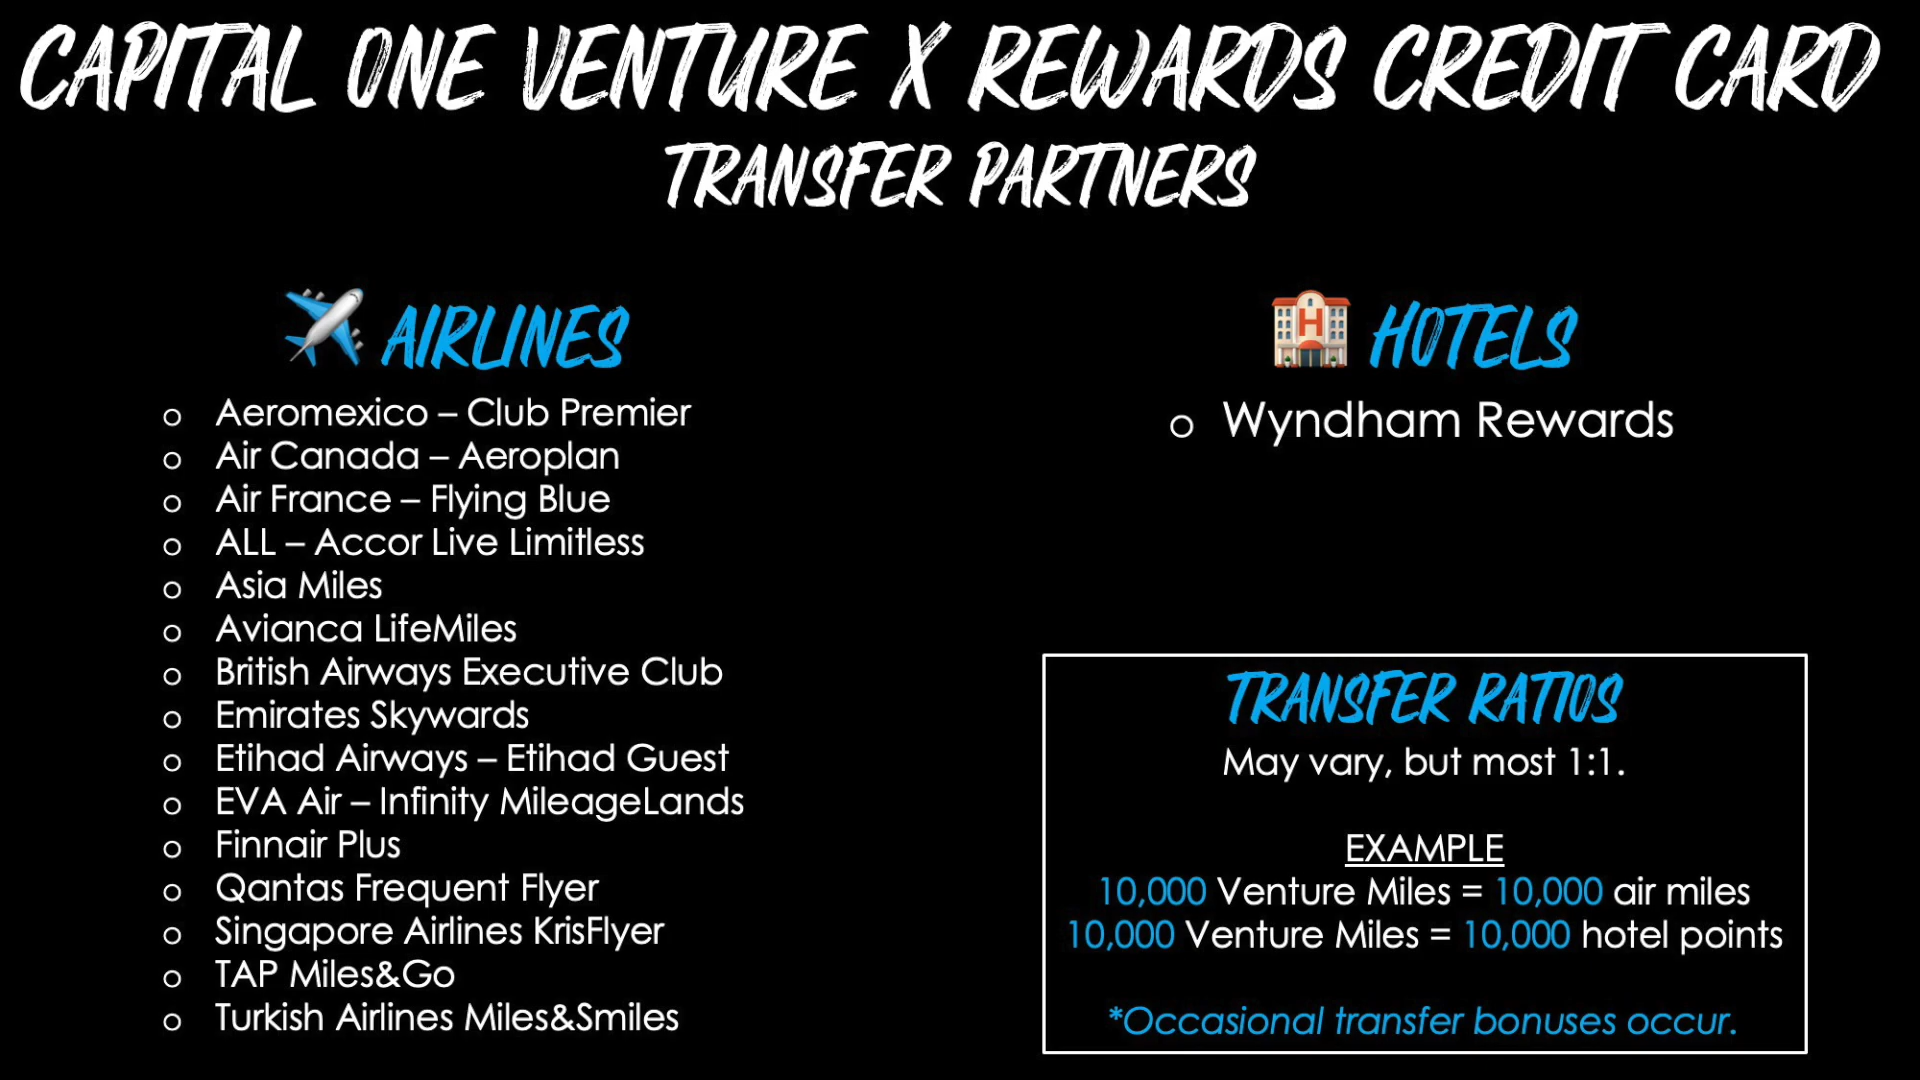 CAPITAL ONE VENTURE X REWARDS CREDIT CARD
TRANSFER PARTNERS
AIRLINES
Aeromexico – Club Premier
Air Canada – Aeroplan
Air France – Flying Blue
ALL – Accor Live Limitless
Asia Miles
Avianca LifeMiles
British Airways Executive Club
Emirates Skywards
Etihad Airways – Etihad Guest
EVA Air – Infinity MileageLands
Finnair Plus
Qantas Frequent Flyer
Singapore Airlines KrisFlyer
TAP Miles&Go
Turkish Airlines Miles&Smiles
H
HOTELS
Wyndham Rewards
TRANSFER RATIOS
May vary, but most 1:1.
EXAMPLE
10,000 Venture Miles = 10,000 air miles
10,000 Venture Miles = 10,000 hotel points
*Occasional transfer bonuses occur.